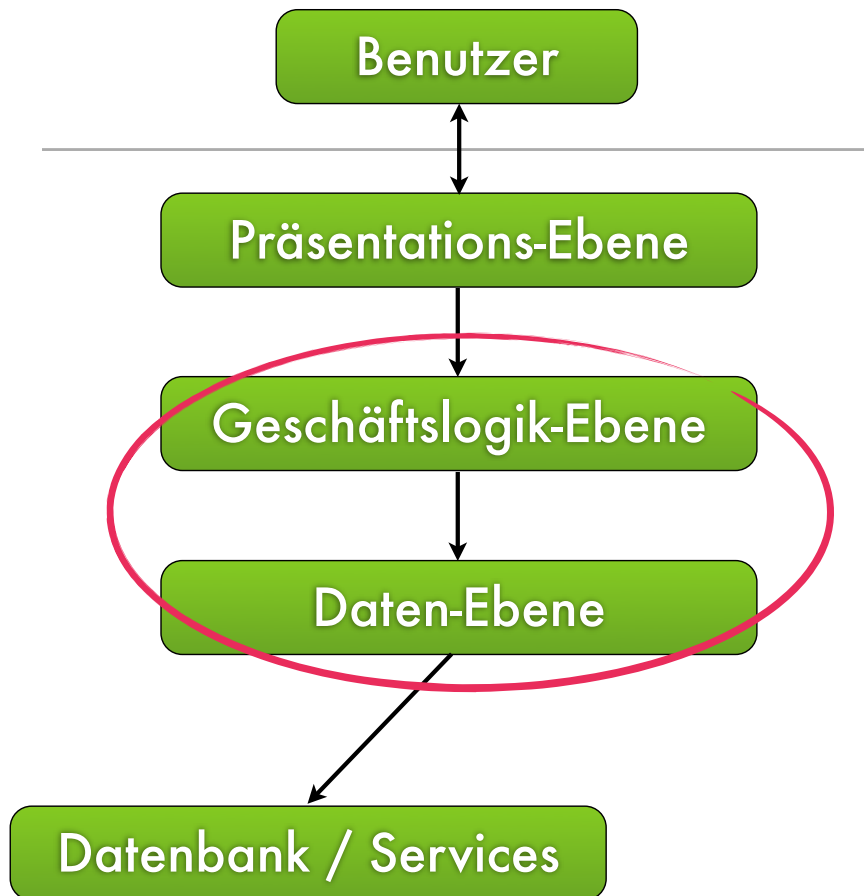 Benutzer
Präsentations-Ebene
Geschäftslogik-Ebene
Daten-Ebene
Datenbank / Services